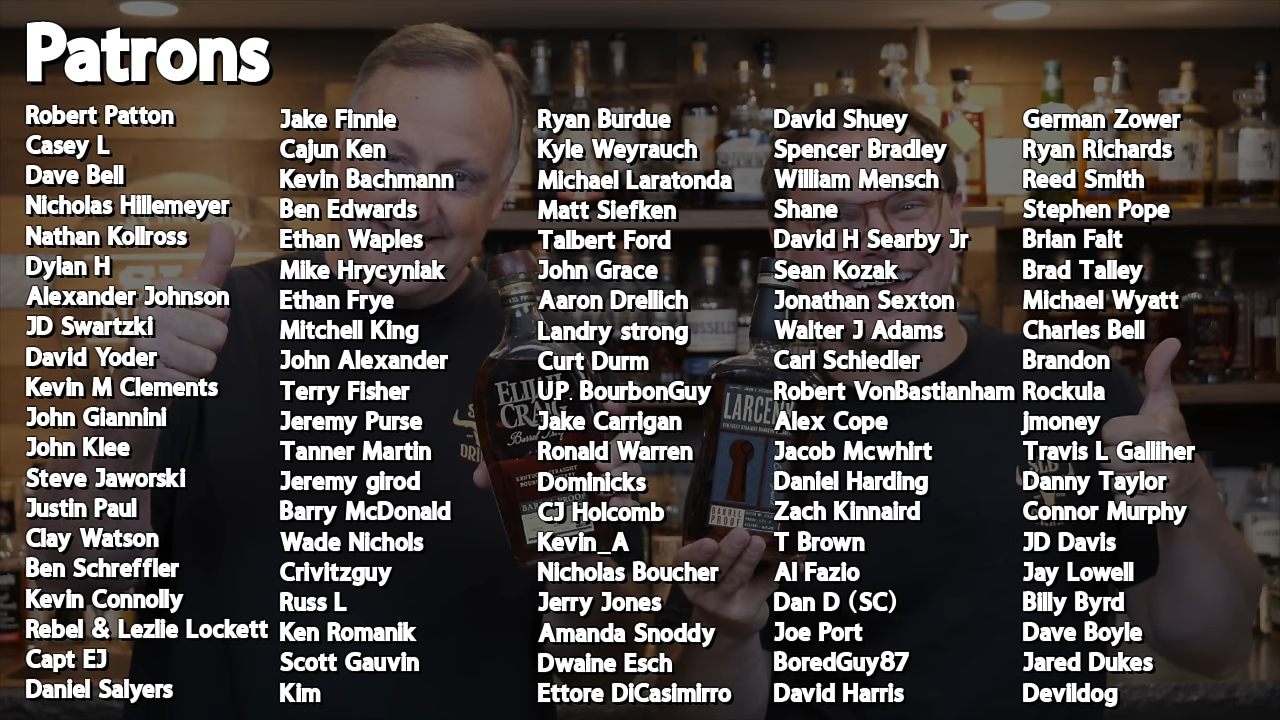 Patrons
Robert Patton
Casey L
Dave Bell
Nicholas Hillemeyer
Nathan Kollross
Dylan H
Alexander Johnson
JD Swartzki
David Yoder
Kevin M Clements
John Giannini
John Klee
Steve Jaworski
Justin Paul
Clay Watson
Ben Schreffler
Kevin Connolly
Rebel & Lezlie Lockett
Capt EJ
Daniel Salyers
Jake Finnie
Cajun Ken
Kevin Bachmann
Ben Edwards
Ethan Waples
Mike Hrycyniak
Ethan Frye
Mitchell King
John Alexander
Terry Fisher
Jeremy Purse
Tanner Martin
Jeremy girod
Barry McDonald
Wade Nichols
Crivitzguy
Russ L
Ken Romanik
Scott Gauvin
Kim
Ryan Burdue
Kyle Weyrauch
Michael Laratonda
Matt Siefken
Talbert Ford
John Grace
Aaron Drellich
Landry strong
Curt Durm
UP. BourbonGuy
Jake Carrigan
Ronald Warren
Dominicks
CJ Holcomb
Kevin_A
Nicholas Boucher
Jerry Jones
Amanda Snoddy
Dwaine Esch
Ettore DiCasimirro
David Shuey
Spencer Bradley
William Mensch
Shane
David H Searby Jr
Sean Kozak
Jonathan Sexton
Walter J Adams
Carl Schiedler
Robert VonBastianham
Alex Cope
Jacob Mcwhirt
Daniel Harding
Zach Kinnaird
T Brown
Al Fazio
Dan D (SC)
Joe Port
BoredGuy87
David Harris
German Zower
Ryan Richards
Reed Smith
Stephen Pope
Brian Fait
Brad Talley
Michael Wyatt
Charles Bell
Brandon
Rockula
jmoney
Travis L Galliher
Danny Taylor
Connor Murphy
JD Davis
Jay Lowell
Billy Byrd
Dave Boyle
Jared Dukes
Devildog
ELIJAH
CRAIG
LARCENY
BARREL
PROOF